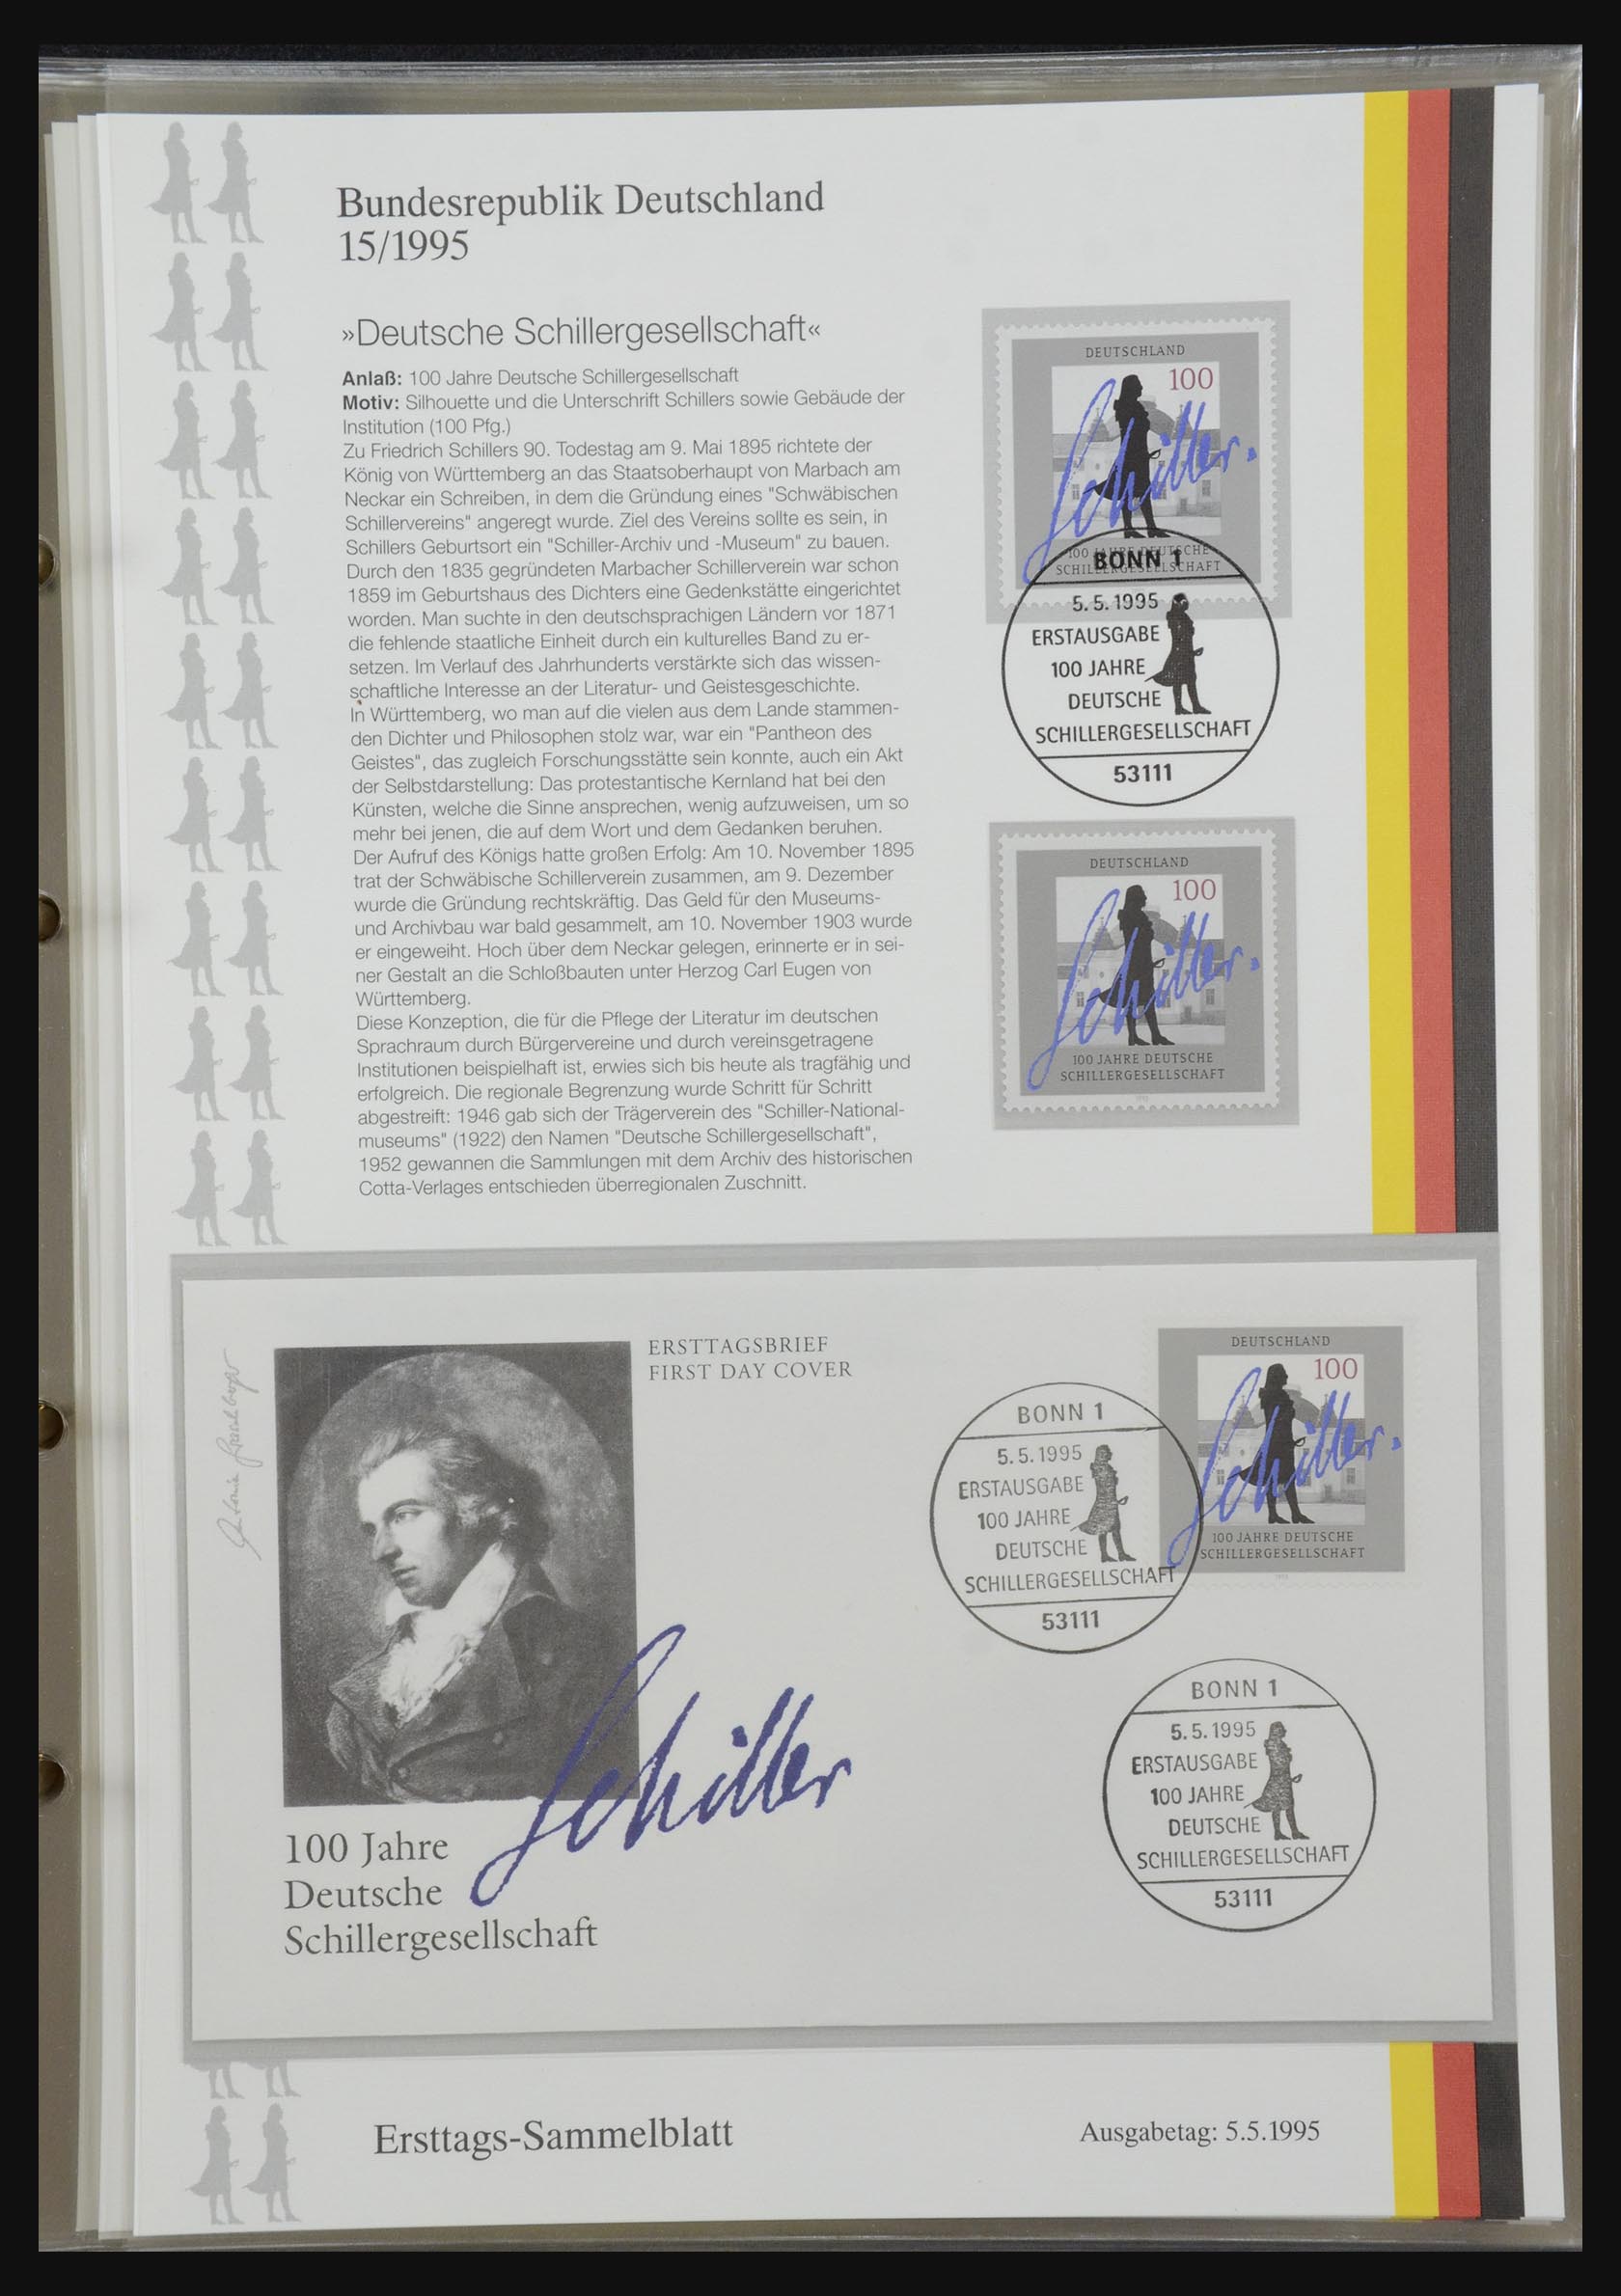 Bundesrepublik Deutschland
15/1995
»Deutsche Schillergesellschaft«
Anlaß: 100 Jahre Deutsche Schillergesellschaft
Motiv: Silhouette und die Unterschrift Schillers sowie Gebäude der
Institution (100 Pfg.)
Zu Friedrich Schillers 90. Todestag am 9. Mai 1895 richtete der
König von Württemberg an das Staatsoberhaupt von Marbach am
Neckar ein Schreiben, in dem die Gründung eines "Schwäbischen
Schillervereins" angeregt wurde. Ziel des Vereins sollte es sein, in
Schillers Geburtsort ein "Schiller-Archiv und -Museum" zu bauen.
Durch den 1835 gegründeten Marbacher Schillerverein war schon
1859 im Geburtshaus des Dichters eine Gedenkstätte eingerichtet
worden. Man suchte in den deutschsprachigen Ländern vor 1871
die fehlende staatliche Einheit durch ein kulturelles Band zu er-
setzen. Im Verlauf des Jahrhunderts verstärkte sich das wissen-
schaftliche Interesse an der Literatur- und Geistesgeschichte.
In Württemberg, wo man auf die vielen aus dem Lande stammen-
den Dichter und Philosophen stolz war, war ein "Pantheon des
Geistes", das zugleich Forschungsstätte sein konnte, auch ein Akt
der Selbstdarstellung: Das protestantische Kernland hat bei den
Künsten, welche die Sinne ansprechen, wenig aufzuweisen, um so
mehr bei jenen, die auf dem Wort und dem Gedanken beruhen.
Der Aufruf des Königs hatte großen Erfolg: Am 10. November 1895
trat der Schwäbische Schillerverein zusammen, am 9. Dezember
wurde die Gründung rechtskräftig. Das Geld für den Museums-
und Archivbau war bald gesammelt, am 10. November 1903 wurde
er eingeweiht. Hoch über dem Neckar gelegen, erinnerte er in sei-
ner Gestalt an die Schloßbauten unter Herzog Carl Eugen von
Württemberg.
Diese Konzeption, die für die Pflege der Literatur im deutschen
Sprachraum durch Bürgervereine und durch vereinsgetragene
Institutionen beispielhaft ist, erwies sich bis heute als tragfähig und
erfolgreich. Die regionale Begrenzung wurde Schritt für Schritt
abgestreift: 1946 gab sich der Trägerverein des "Schiller-National-
museums" (1922) den Namen "Deutsche Schillergesellschaft",
1952 gewannen die Sammlungen mit dem Archiv des historischen
Cotta-Verlages entschieden überregionalen Zuschnitt.
DEUTSCHLAND
100
Schiller.
100 JAHRE DEUTSCHE
SCHILLERGESELLSCHAFT
BONN 1
5.5.1995
ERSTAUSGABE
100 JAHRE
DEUTSCHE
SCHILLERGESELLSCHAFT
53111
DEUTSCHLAND
100
Schiller.
100 JAHRE DEUTSCHE
SCHILLERGESELLSCHAFT
ERSTTAGSBRIEF
FIRST DAY COVER
Schiller
100 Jahre
Deutsche
Schillergesellschaft
DEUTSCHLAND
100
Schiller.
100 JAHRE DEUTSCHE
SCHILLERGESELLSCHAFT
BONN 1
5.5.1995
ERSTAUSGABE
100 JAHRE
DEUTSCHE
SCHILLERGESELLSCHAFT
53111
BONN 1
5.5.1995
ERSTAUSGABE
100 JAHRE
DEUTSCHE
SCHILLERGESELLSCHAFT
53111
Ersttags-Sammelblatt
Ausgabetag: 5.5.1995